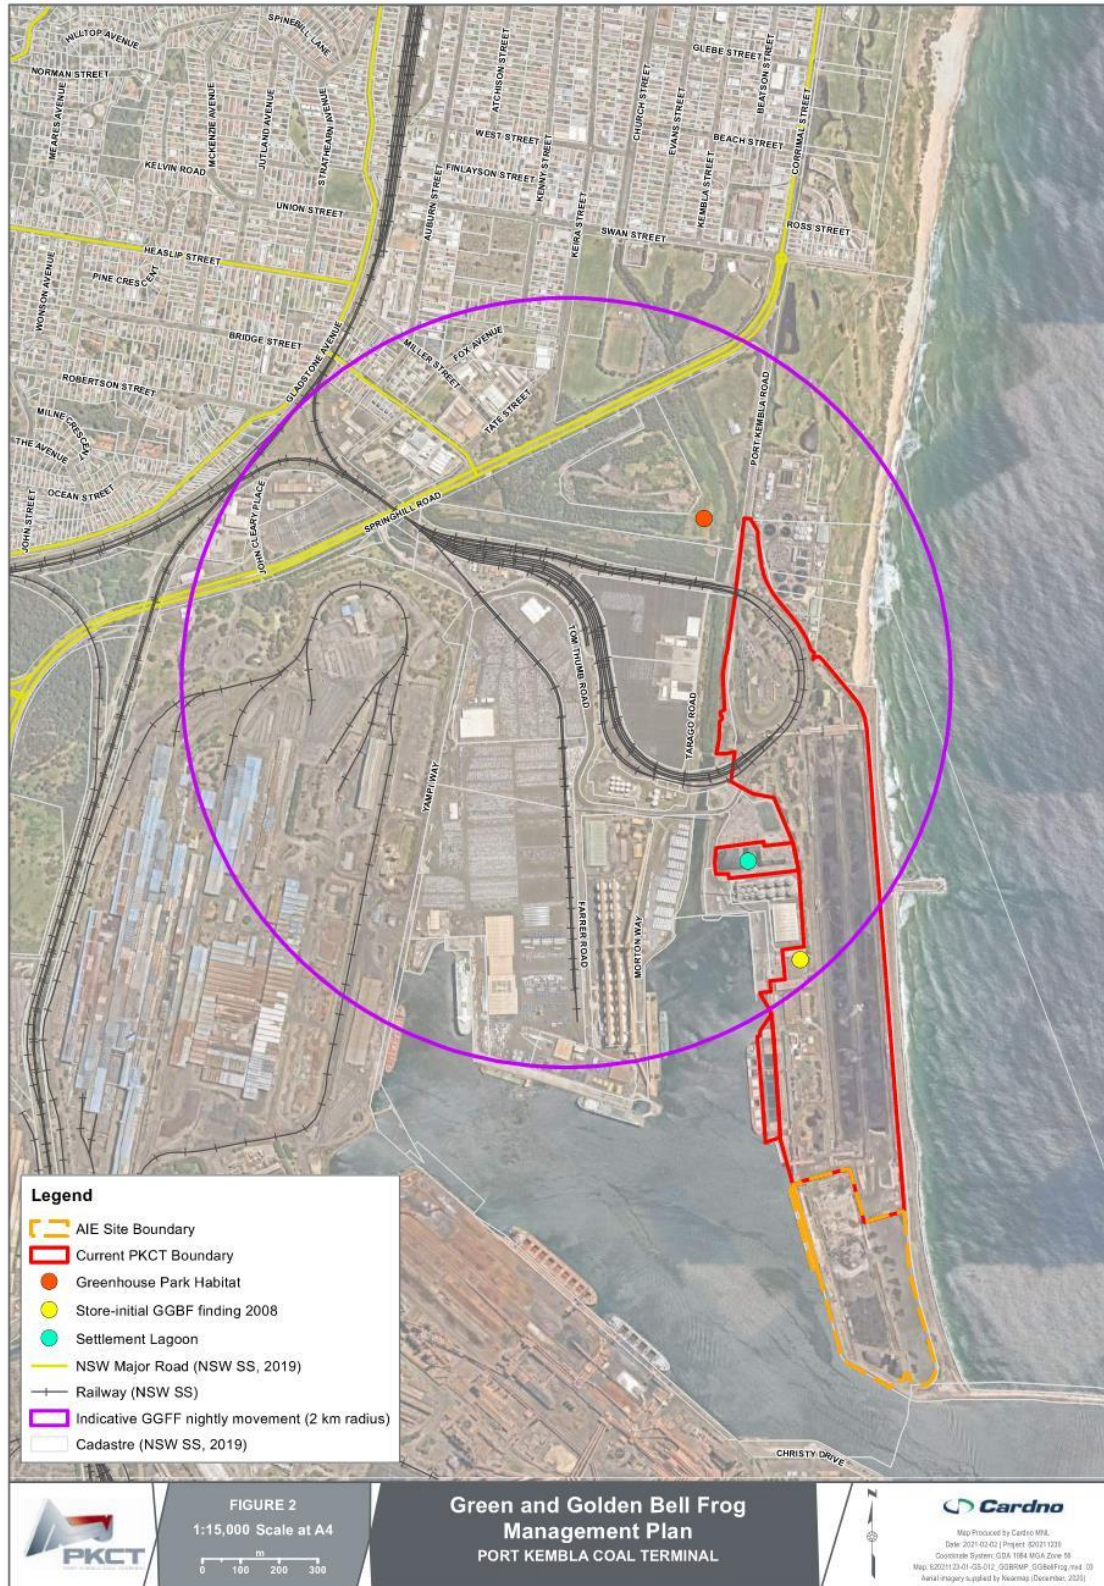 SPINEBILL LANE
HILLTOP AVENUE
NORMAN STREET
MEARES AVENUE
MCKENZIE AVENUE
JUTLAND AVENUE
STRATHEARN AVENUE
KELVIN ROAD
UNION STREET
HEASLIP STREET
PINE CRESCENT
WONSON AVENUE
BRIDGE STREET
ROBERTSON STREET
MILNE CRESCENT
THE AVENUE
OCEAN STREET
JOHN STREET
GLADSTONE AVENUE
JOHN CLEARY PLACE
ATCHISON STREET
WEST STREET
FINLAYSON STREET
KENNY STREET
AUBURN STREET
KEIRA STREET
CHURCH STREET
EVANS STREET
KEMBLA STREET
GLEBE STREET
BEATSON STREET
BEACH STREET
CORRIMAL STREET
SWAN STREET
ROSS STREET
MILLER STREET
FOX AVENUE
TATE STREET
SPRINGHILL ROAD
PORT KEMBLA ROAD
TOM THUMB ROAD
TARAGO ROAD
YAMPI WAY
FARRER ROAD
MORTON WAY
CHRISTY DRIVE
Legend
AIE Site Boundary
Current PKCT Boundary
Greenhouse Park Habitat
Store-initial GGBF finding 2008
Settlement Lagoon
NSW Major Road (NSW SS, 2019)
Railway (NSW SS)
Indicative GGFF nightly movement (2 km radius)
Cadastre (NSW SS, 2019)
PKCT
FIGURE 2
1:15,000 Scale at A4
m
0 100 200 300
Green and Golden Bell Frog
Management Plan
PORT KEMBLA COAL TERMINAL
N
Cardno
Map Produced by Cardno MNL
Coordinate System: GDA 1994 MGA Zone 56
Aerial imagery supplied by Nearmap (December, 2020)